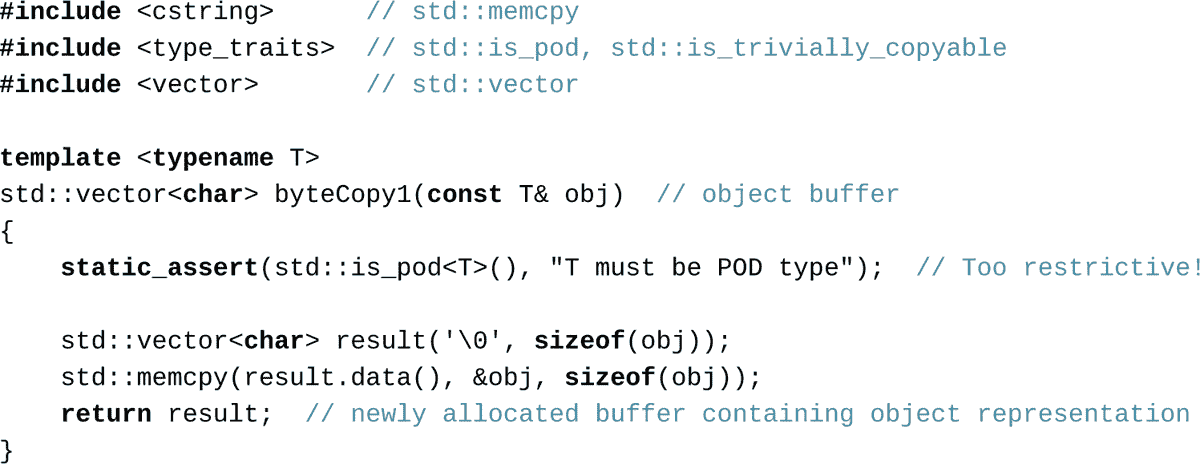 #include <cstring>      // std::memcpy
#include <type_traits>  // std::is_pod, std::is_trivially_copyable
#include <vector>       // std::vector

template <typename T>
std::vector<char> byteCopy1(const T& obj)  // object buffer
{
    static_assert(std::is_pod<T>(), "T must be POD type");  // Too restrictive!

    std::vector<char> result('\0', sizeof(obj));
    std::memcpy(result.data(), &obj, sizeof(obj));
    return result;  // newly allocated buffer containing object representation
}